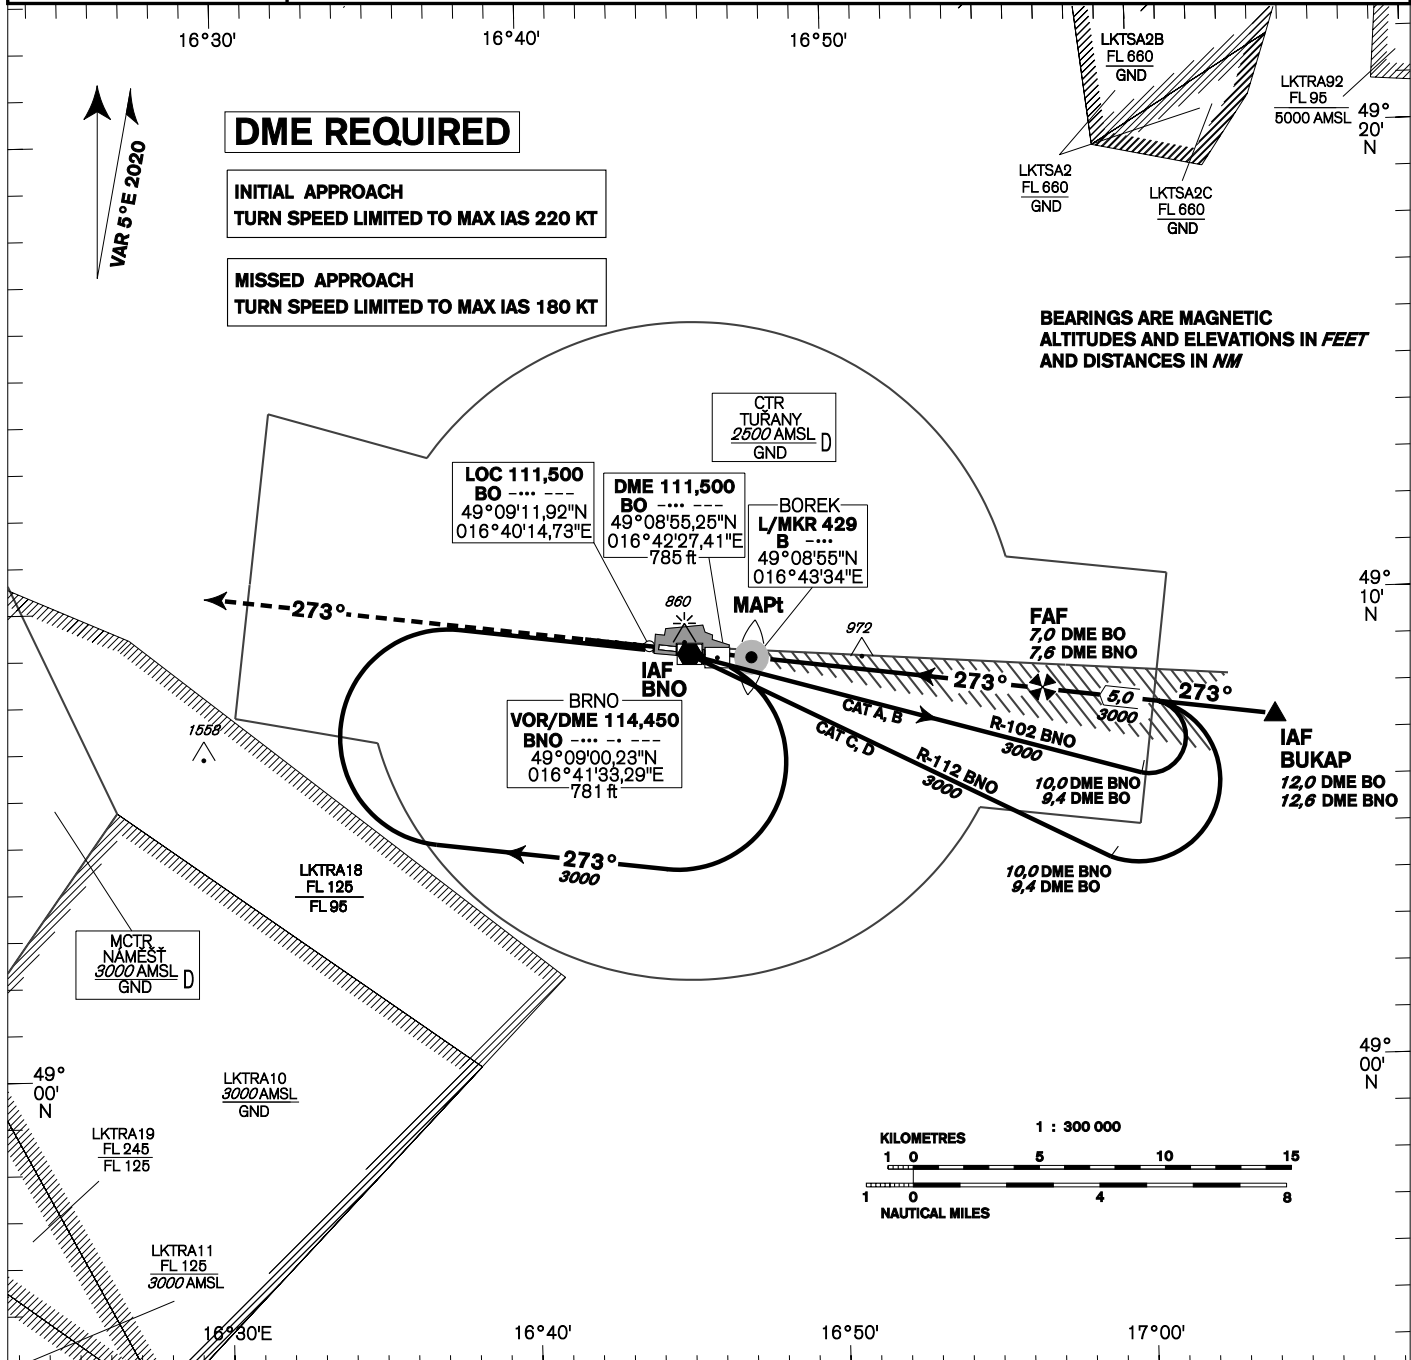 16°30' 16°40' 16°50'
LKTSA2B
FL 660
GND
LKTRA92
FL 95
5000 AMSL
49°
20'
N
VAR 5°E 2020
DME REQUIRED
INITIAL APPROACH
TURN SPEED LIMITED TO MAX IAS 220 KT
LKTSA2
FL 660
GND
LKTSA2C
FL 660
GND
MISSED APPROACH
TURN SPEED LIMITED TO MAX IAS 180 KT
BEARINGS ARE MAGNETIC
ALTITUDES AND ELEVATIONS IN FEET
AND DISTANCES IN NM
CTR
TUŘANY
2500 AMSL D
GND
LOC 111,500
BO –••• –––
49°09'11,92"N
016°40'14,73"E
DME 111,500
BO –••• –––
49°08'55,25"N
016°42'27,41"E
785 ft
BOREK
L/MKR 429
B –•••
49°08'55"N
016°43'34"E
49°
10'
N
273°
860
MAPt
972
FAF
7,0 DME BO
7,6 DME BNO
IAF
BNO
273°
5,0
3000
273°
CAT A, B
R-102 BNO
3000
CAT C, D
R-112 BNO
3000
IAF
BUKAP
12,0 DME BO
12,6 DME BNO
BRNO
VOR/DME 114,450
BNO –••• –• –––
49°09'00,23"N
016°41'33,29"E
781 ft
1558
10,0 DME BNO
9,4 DME BO
273°
3000
10,0 DME BNO
9,4 DME BO
LKTRA18
FL 125
FL 95
MCTR
NÁMĚŠŤ
3000 AMSL D
GND
49°
00'
N
49°
00'
N
LKTRA10
3000 AMSL
GND
LKTRA19
FL 245
FL 125
1 : 300 000
KILOMETRES
1 0 5 10 15
1 0 4 8
NAUTICAL MILES
LKTRA11
FL 125
3000 AMSL
16°30'E 16°40' 16°50' 17°00'